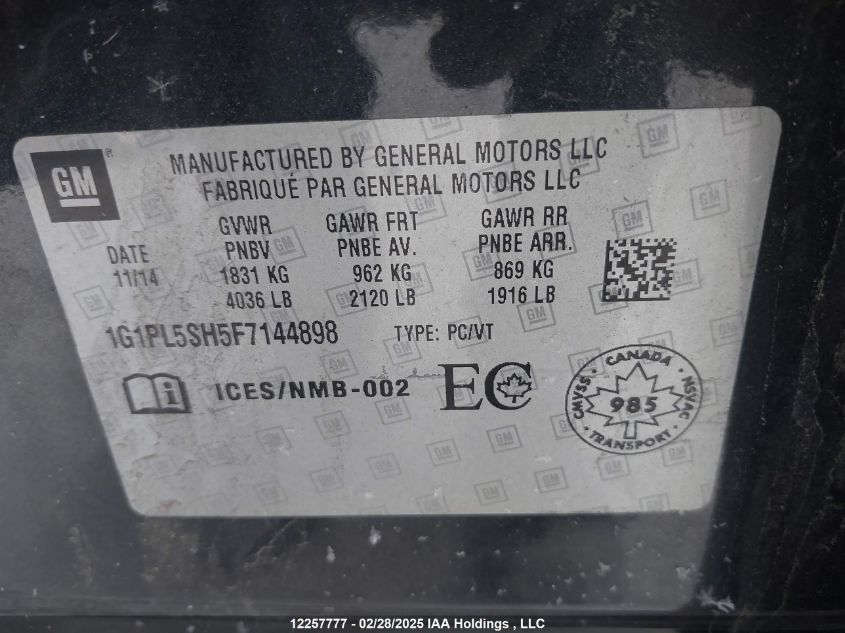 GM
MANUFACTURED BY GENERAL MOTORS LLC
FABRIQUÉ PAR GENERAL MOTORS LLC
DATE
11/14
GVWR
PNBV
1831 KG
4036 LB
GAWR FRT
PNBE AV.
962 KG
2120 LB
GAWR RR
PNBE ARR.
869 KG
1916 LB
1G1PL5SH5F7144898 TYPE: PC/VT
ICES/NMB-002 EC
CANADA
CMVSS 985 NSVAC
TRANSPORT
12257777 - 02/28/2025 IAA Holdings , LLC